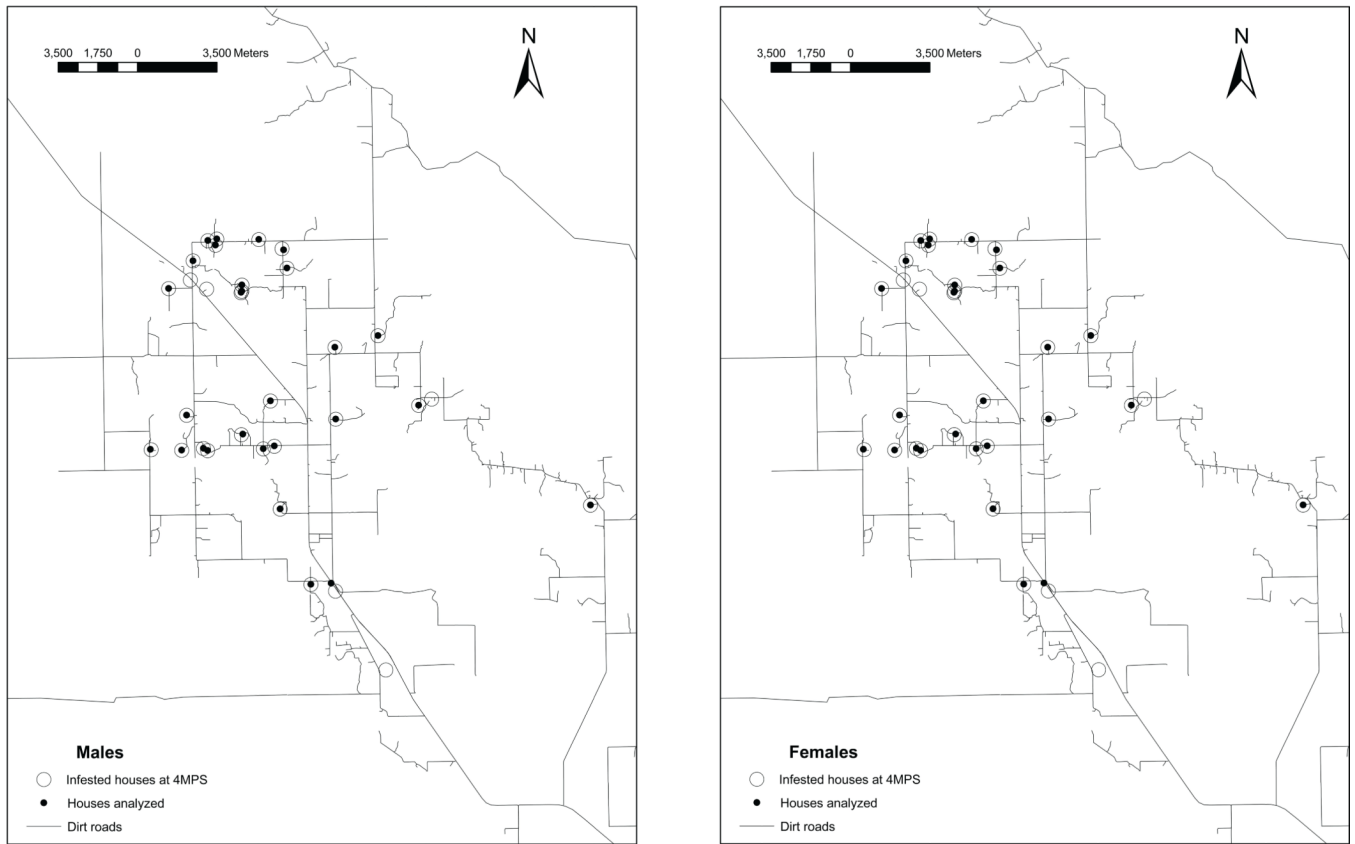 3,500 1,750 0 3,500 Meters
N
Males
Infested houses at 4MPS
Houses analyzed
Dirt roads
3,500 1,750 0 3,500 Meters
N
Females
Infested houses at 4MPS
Houses analyzed
Dirt roads